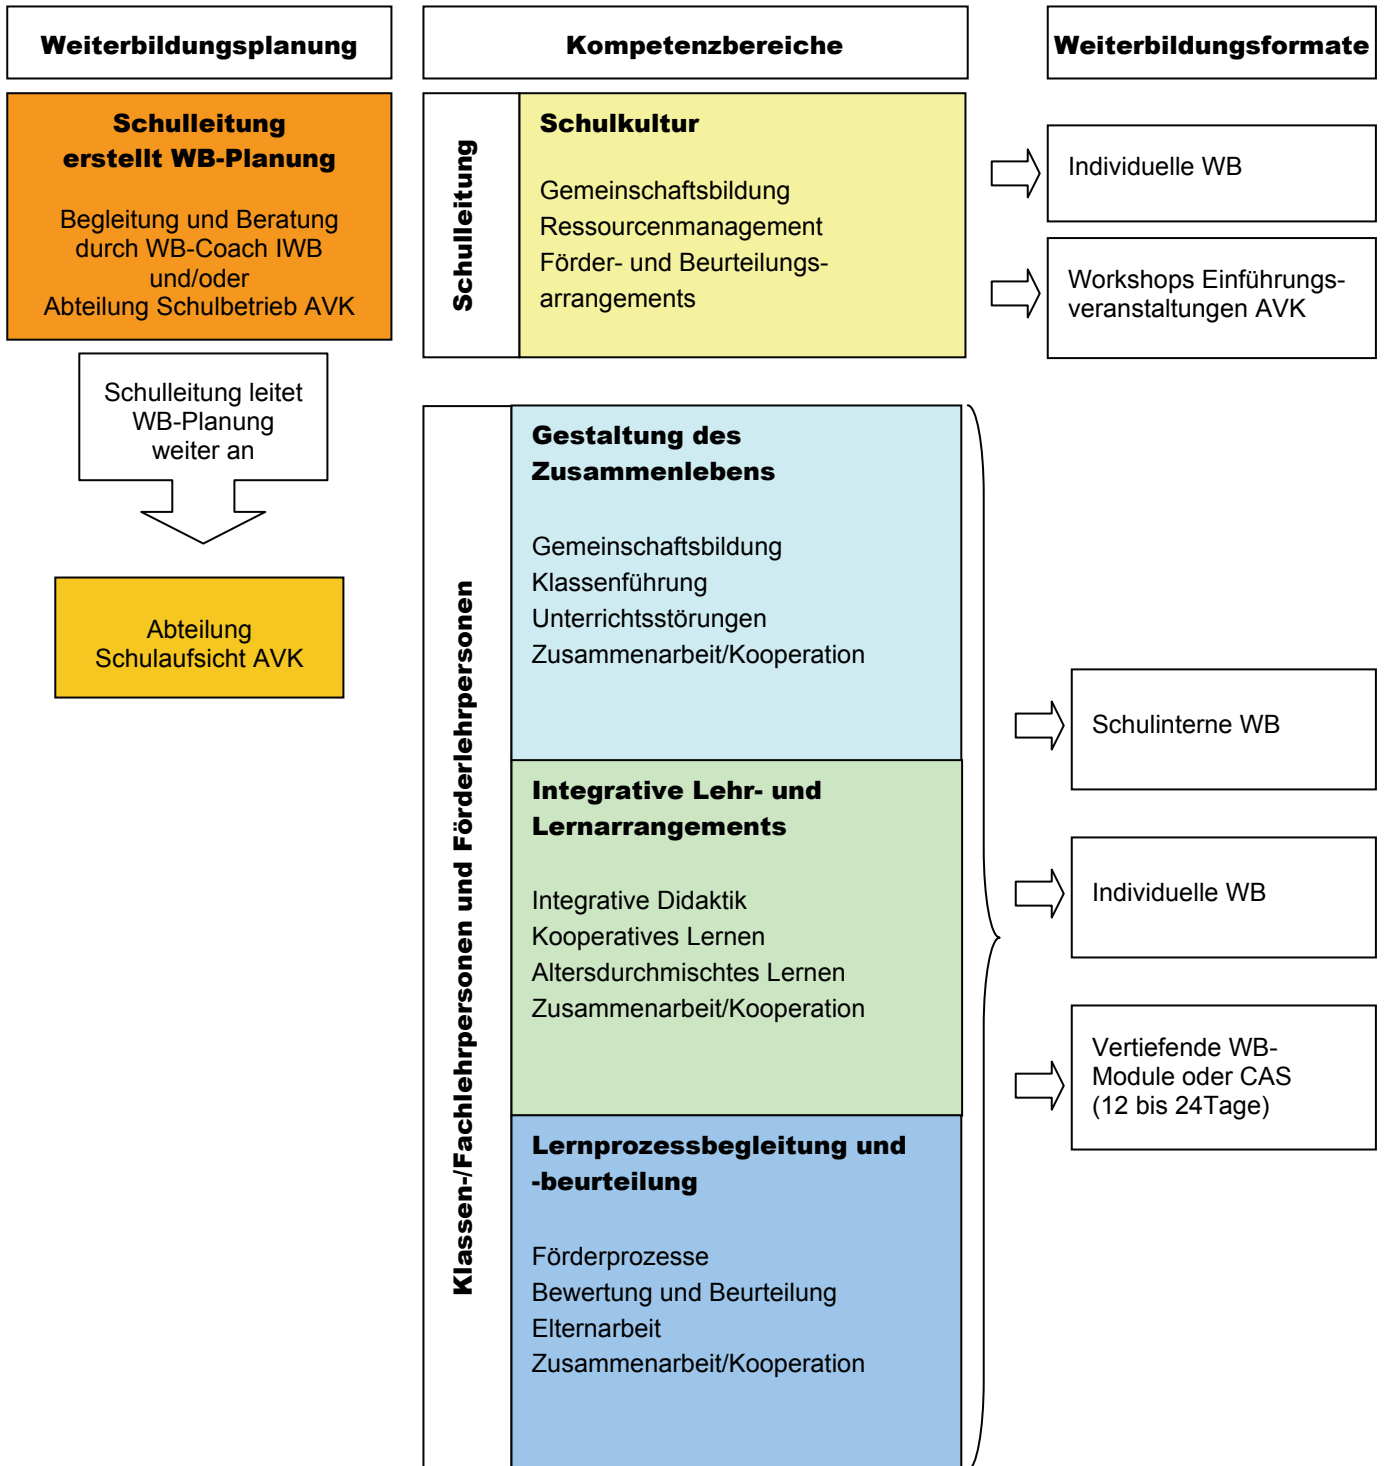 Weiterbildungsplanung
Schulleitung
erstellt WB-Planung
Begleitung und Beratung
durch WB-Coach IWB
und/oder
Abteilung Schulbetrieb AVK
Schulleitung leitet
WB-Planung
weiter an
Abteilung
Schulaufsicht AVK
Kompetenzbereiche
Schulleitung
Schulkultur
Gemeinschaftsbildung
Ressourcenmanagement
Förder- und Beurteilungs-
arrangements
Klassen-/Fachlehrpersonen und Förderlehrpersonen
Gestaltung des
Zusammenlebens
Gemeinschaftsbildung
Klassenführung
Unterrichtsstörungen
Zusammenarbeit/Kooperation
Integrative Lehr- und
Lernarrangements
Integrative Didaktik
Kooperatives Lernen
Altersdurchmischtes Lernen
Zusammenarbeit/Kooperation
Lernprozessbegleitung und
-beurteilung
Förderprozesse
Bewertung und Beurteilung
Elternarbeit
Zusammenarbeit/Kooperation
Weiterbildungsformate
Individuelle WB
Workshops Einführungs-
veranstaltungen AVK
Schulinterne WB
Individuelle WB
Vertiefende WB-
Module oder CAS
(12 bis 24Tage)